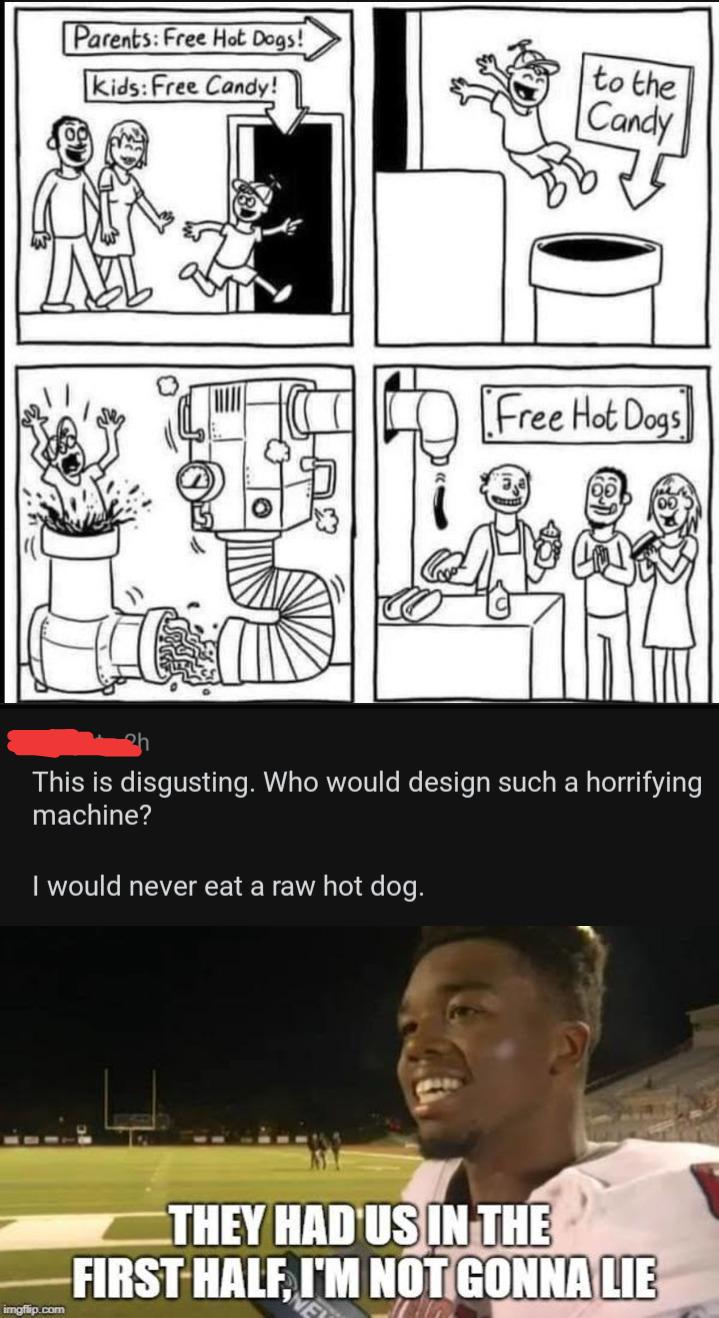 Parents: Free Hot Dogs!
Kids: Free Candy!
to the
Candy
Free Hot Dogs
2h
This is disgusting. Who would design such a horrifying
machine?
I would never eat a raw hot dog.
THEY HAD US IN THE
FIRST HALF, I'M NOT GONNA LIE
imgflip.com